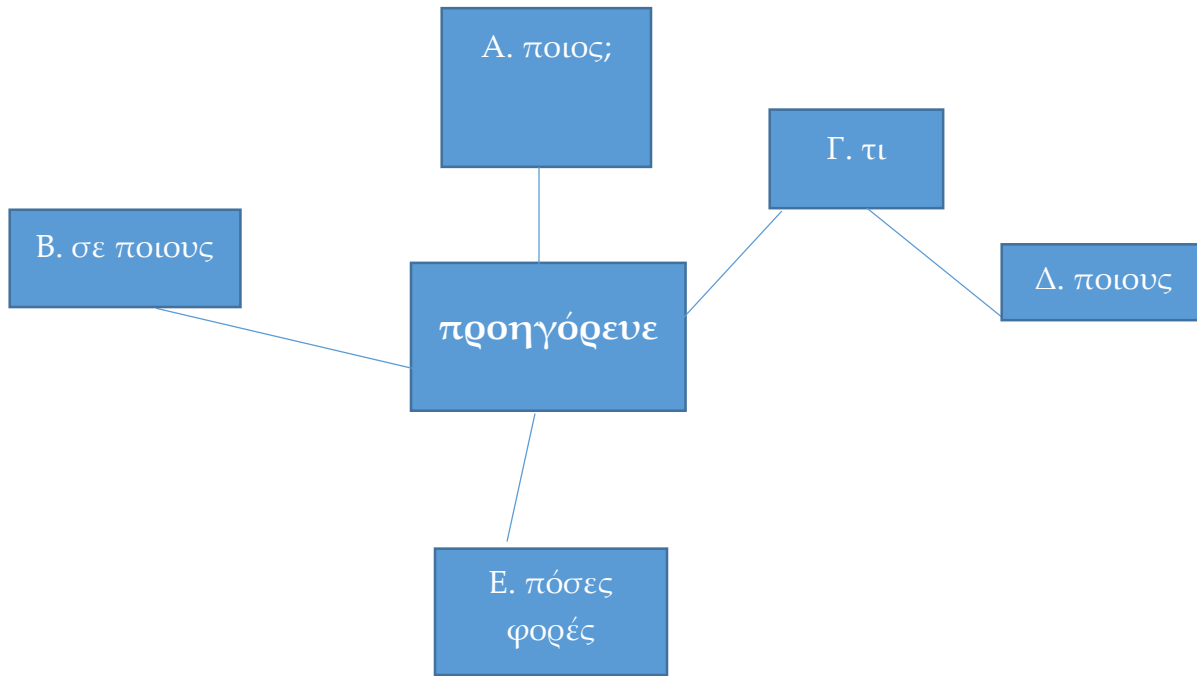 Α. ποιος;
Γ. τι
Β. σε ποιους
Δ. ποιους
προηγόρευε
Ε. πόσες
φορές